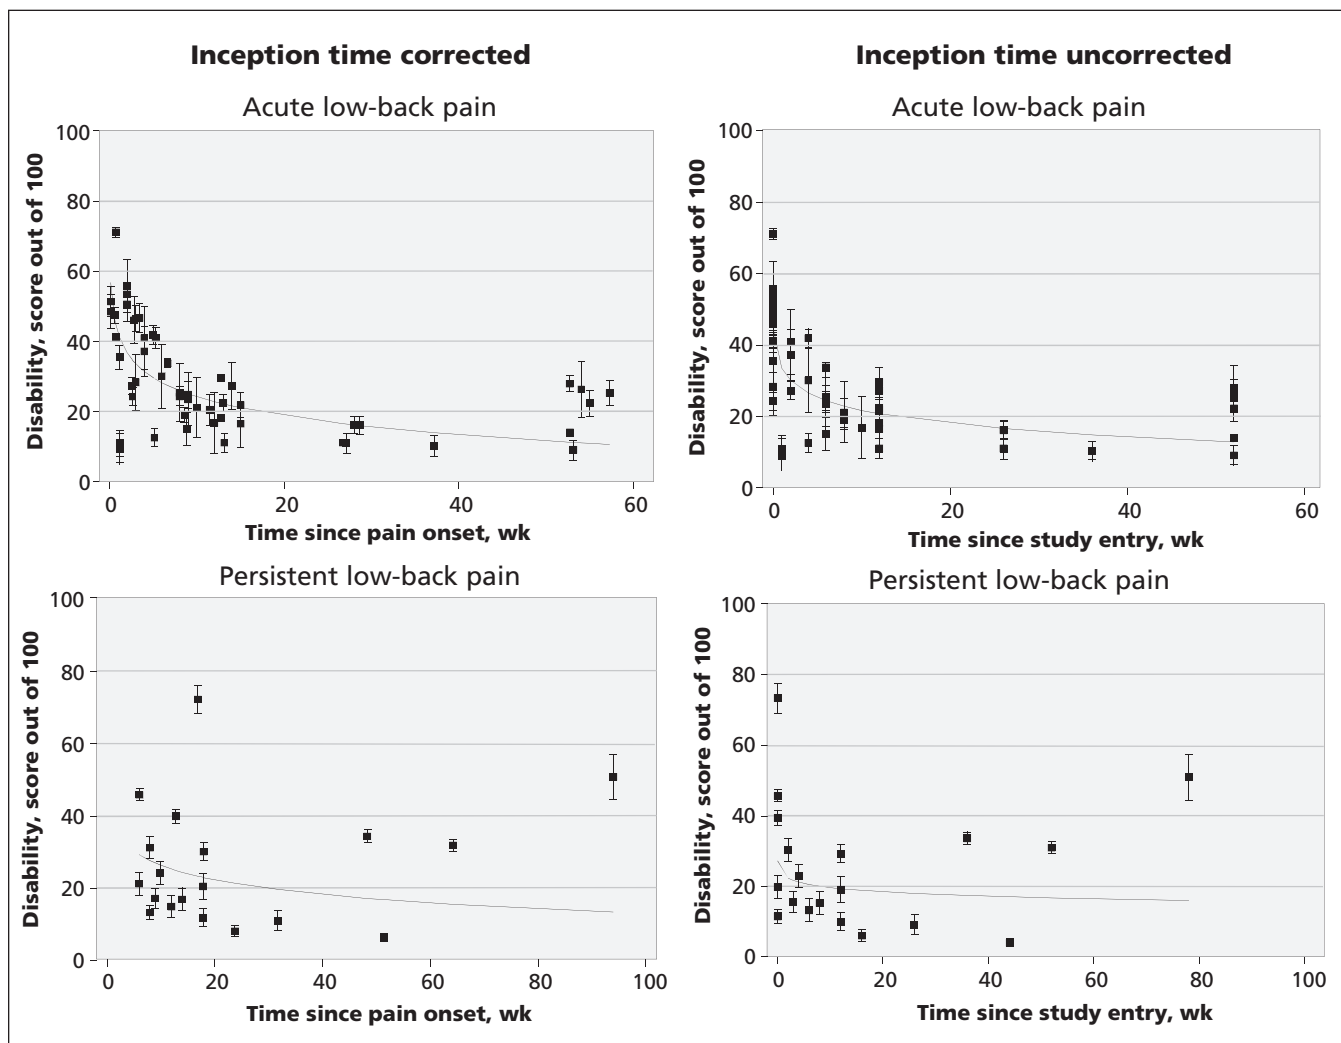 Inception time corrected
Inception time uncorrected
Acute low-back pain
100
80
60
40
20
0
Disability, score out of 100
0 20 40 60
Time since pain onset, wk
Acute low-back pain
100
80
60
40
20
0
Disability, score out of 100
0 20 40 60
Time since study entry, wk
Persistent low-back pain
100
80
60
40
20
0
Disability, score out of 100
0 20 40 60 80 100
Time since pain onset, wk
Persistent low-back pain
100
80
60
40
20
0
Disability, score out of 100
0 20 40 60 80 100
Time since study entry, wk